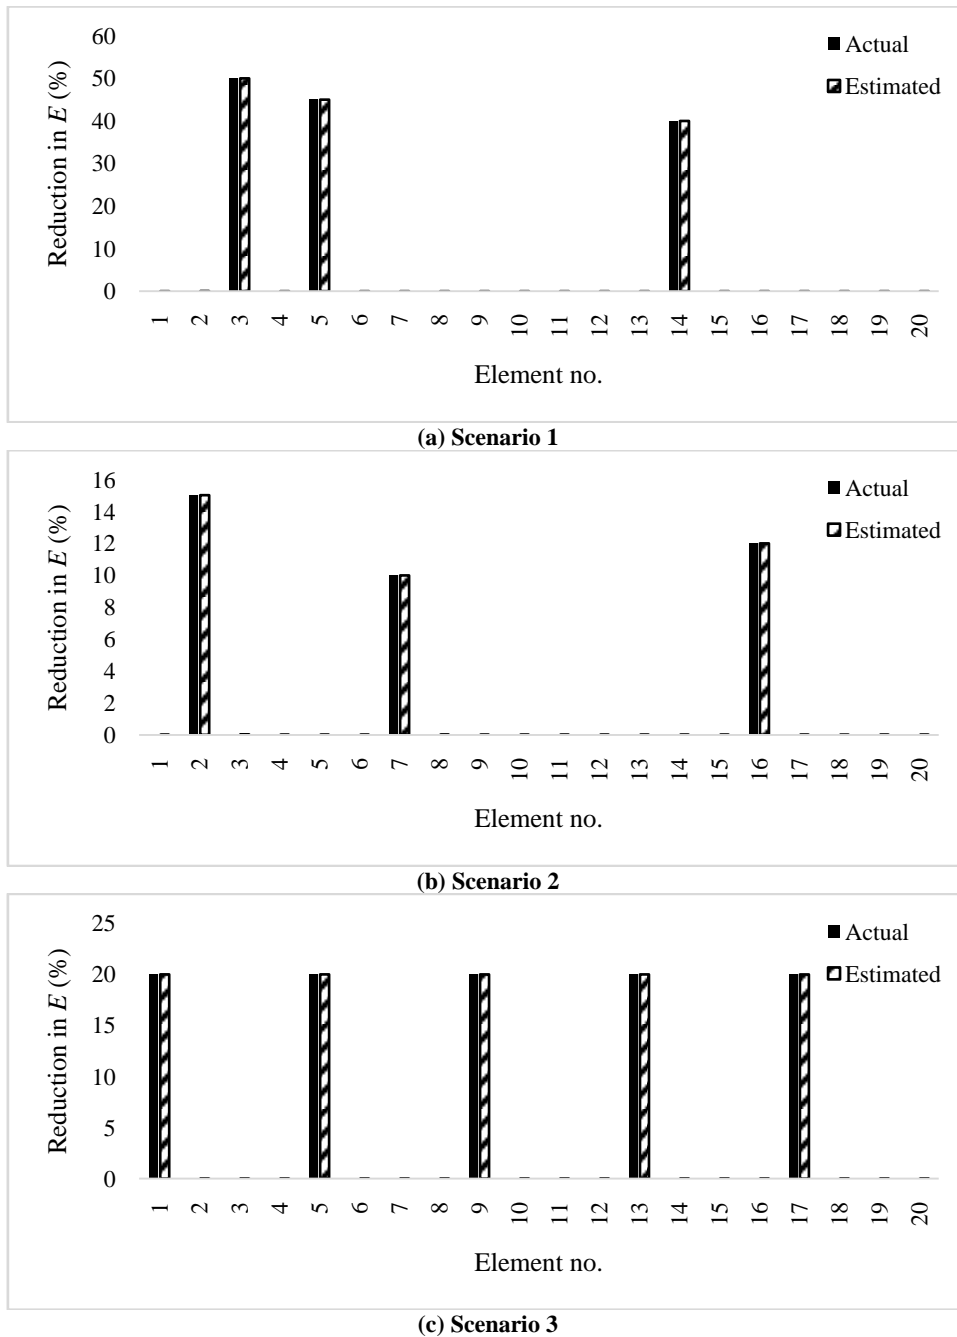 60
50
40
30
20
10
0
Reduction in E (%)
Actual
Estimated
1 2 3 4 5 6 7 8 9 10 11 12 13 14 15 16 17 18 19 20
Element no.
(a) Scenario 1
16
14
12
10
8
6
4
2
0
Reduction in E (%)
Actual
Estimated
1 2 3 4 5 6 7 8 9 10 11 12 13 14 15 16 17 18 19 20
Element no.
(b) Scenario 2
25
20
15
10
5
0
Reduction in E (%)
Actual
Estimated
1 2 3 4 5 6 7 8 9 10 11 12 13 14 15 16 17 18 19 20
Element no.
(c) Scenario 3